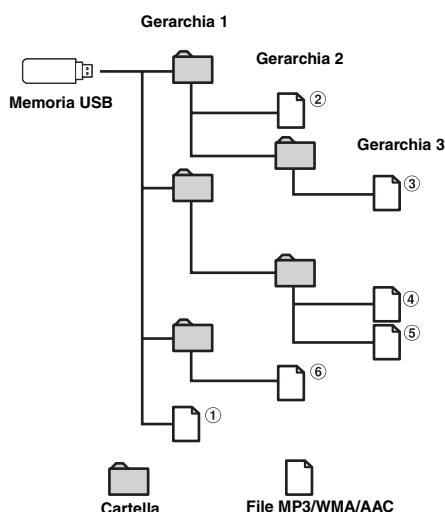 Gerarchia 1
Gerarchia 2
Memoria USB
②
Gerarchia 3
③
④
⑤
⑥
①
Cartella
File MP3/WMA/AAC